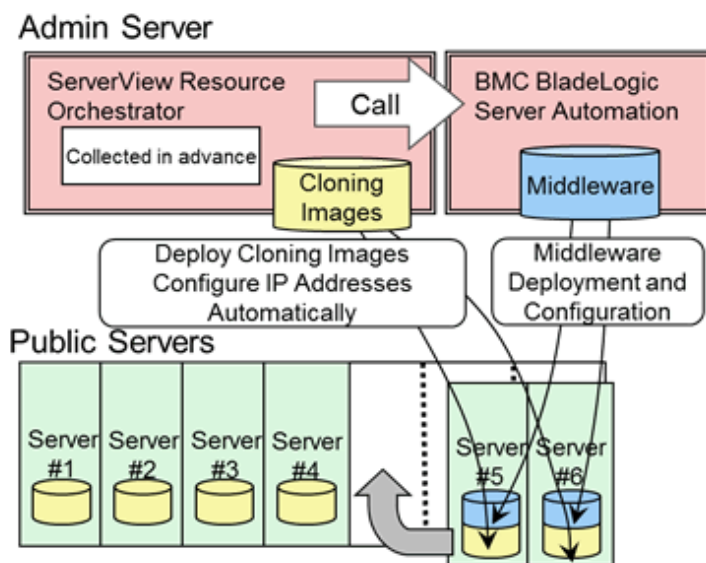 Admin Server
ServerView Resource
Orchestrator
Call
BMC BladeLogic
Server Automation
Collected in advance
Cloning
Images
Middleware
Deploy Cloning Images
Configure IP Addresses
Automatically
Middleware
Deployment and
Configuration
Public Servers
Server
#1
Server
#2
Server
#3
Server
#4
Server
#5
Server
#6